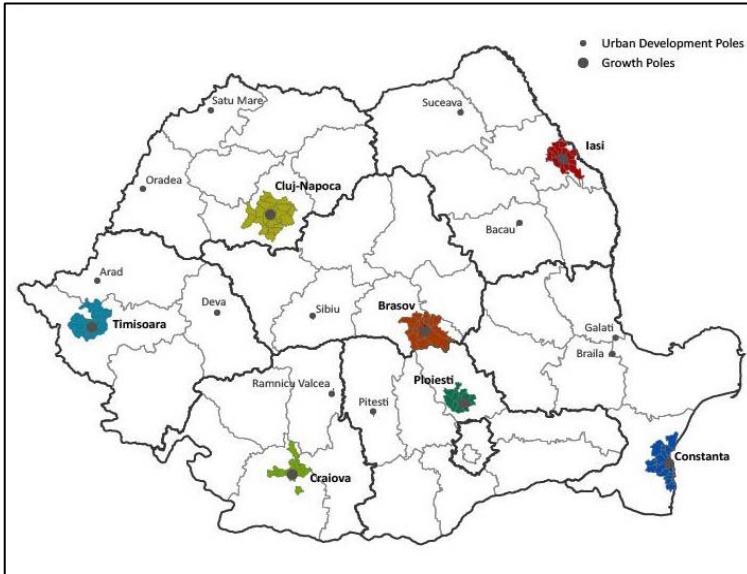 Urban Development Poles
Growth Poles
Satu Mare
Suceava
Iasi
Cluj-Napoca
Oradea
Bacau
Arad
Deva
Sibiu
Brasov
Timisoara
Galati
Braila
Ploiesti
Ramnicu Valcea
Pitesti
Constanta
Craiova